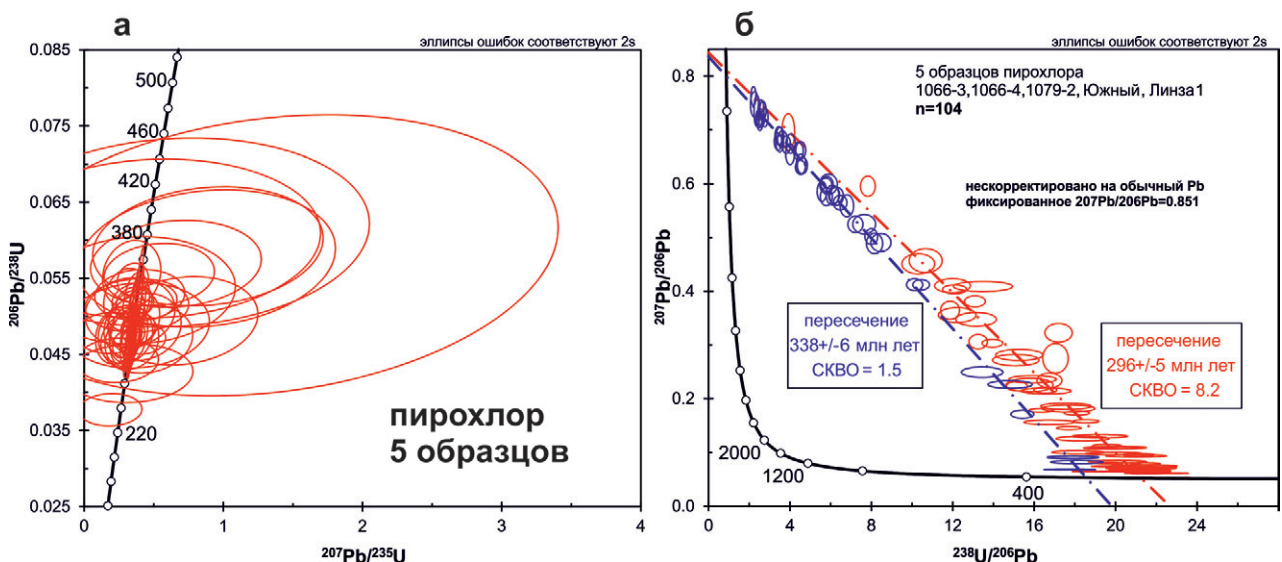 а
эллипсы ошибок соответствуют 2s
0.085
0.075
0.065
0.055
0.045
0.035
0.025
206Pb/238U
500
460
420
380
220
пирохлор
5 образцов
0
1
2
3
4
207Pb/235U
б
эллипсы ошибок соответствуют 2s
0.8
0.6
0.4
0.2
0.0
207Pb/206Pb
5 образцов пирохлора
1066-3,1066-4,1079-2, Южный, Линза1
n=104
нескорректировано на обычный Pb
фиксированное 207Pb/206Pb=0.851
пересечение
338+/-6 млн лет
СКВО = 1.5
пересечение
296+/-5 млн лет
СКВО = 8.2
2000
1200
400
0
4
8
12
16
20
24
238U/206Pb